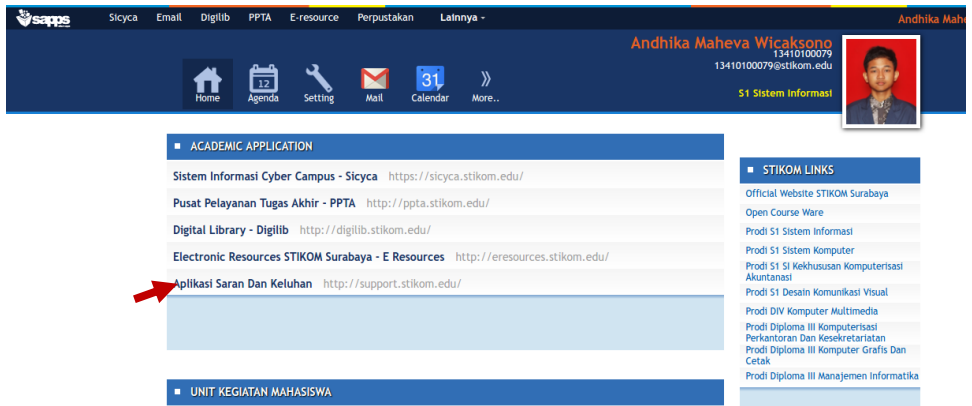 sapps Sicyca Email Digilib PPTA E-resource Perpustakan Lainnya
Andhika Mahe
Andhika Maheva Wicaksono
13410100079
13410100079@stikom.edu
S1 Sistem Informasi
12 31
Home Agenda Setting Mail Calendar More..
ACADEMIC APPLICATION
Sistem Informasi Cyber Campus - Sicyca https://sicyca.stikom.edu/
Pusat Pelayanan Tugas Akhir - PPTA http://ppta.stikom.edu/
Digital Library - Digilib http://digilib.stikom.edu/
Electronic Resources STIKOM Surabaya - E Resources http://eresources.stikom.edu/
Aplikasi Saran Dan Keluhan http://support.stikom.edu/
UNIT KEGIATAN MAHASISWA
STIKOM LINKS
Official Website STIKOM Surabaya
Open Course Ware
Prodi S1 Sistem Informasi
Prodi S1 Sistem Komputer
Prodi S1 SI Kekhususan Komputerisasi
Akuntanasi
Prodi S1 Desain Komunikasi Visual
Prodi DIV Komputer Multimedia
Prodi Diploma III Komputerisasi
Perkantoran Dan Kesekretariatan
Prodi Diploma III Komputer Grafis Dan
Cetak
Prodi Diploma III Manajemen Informatika